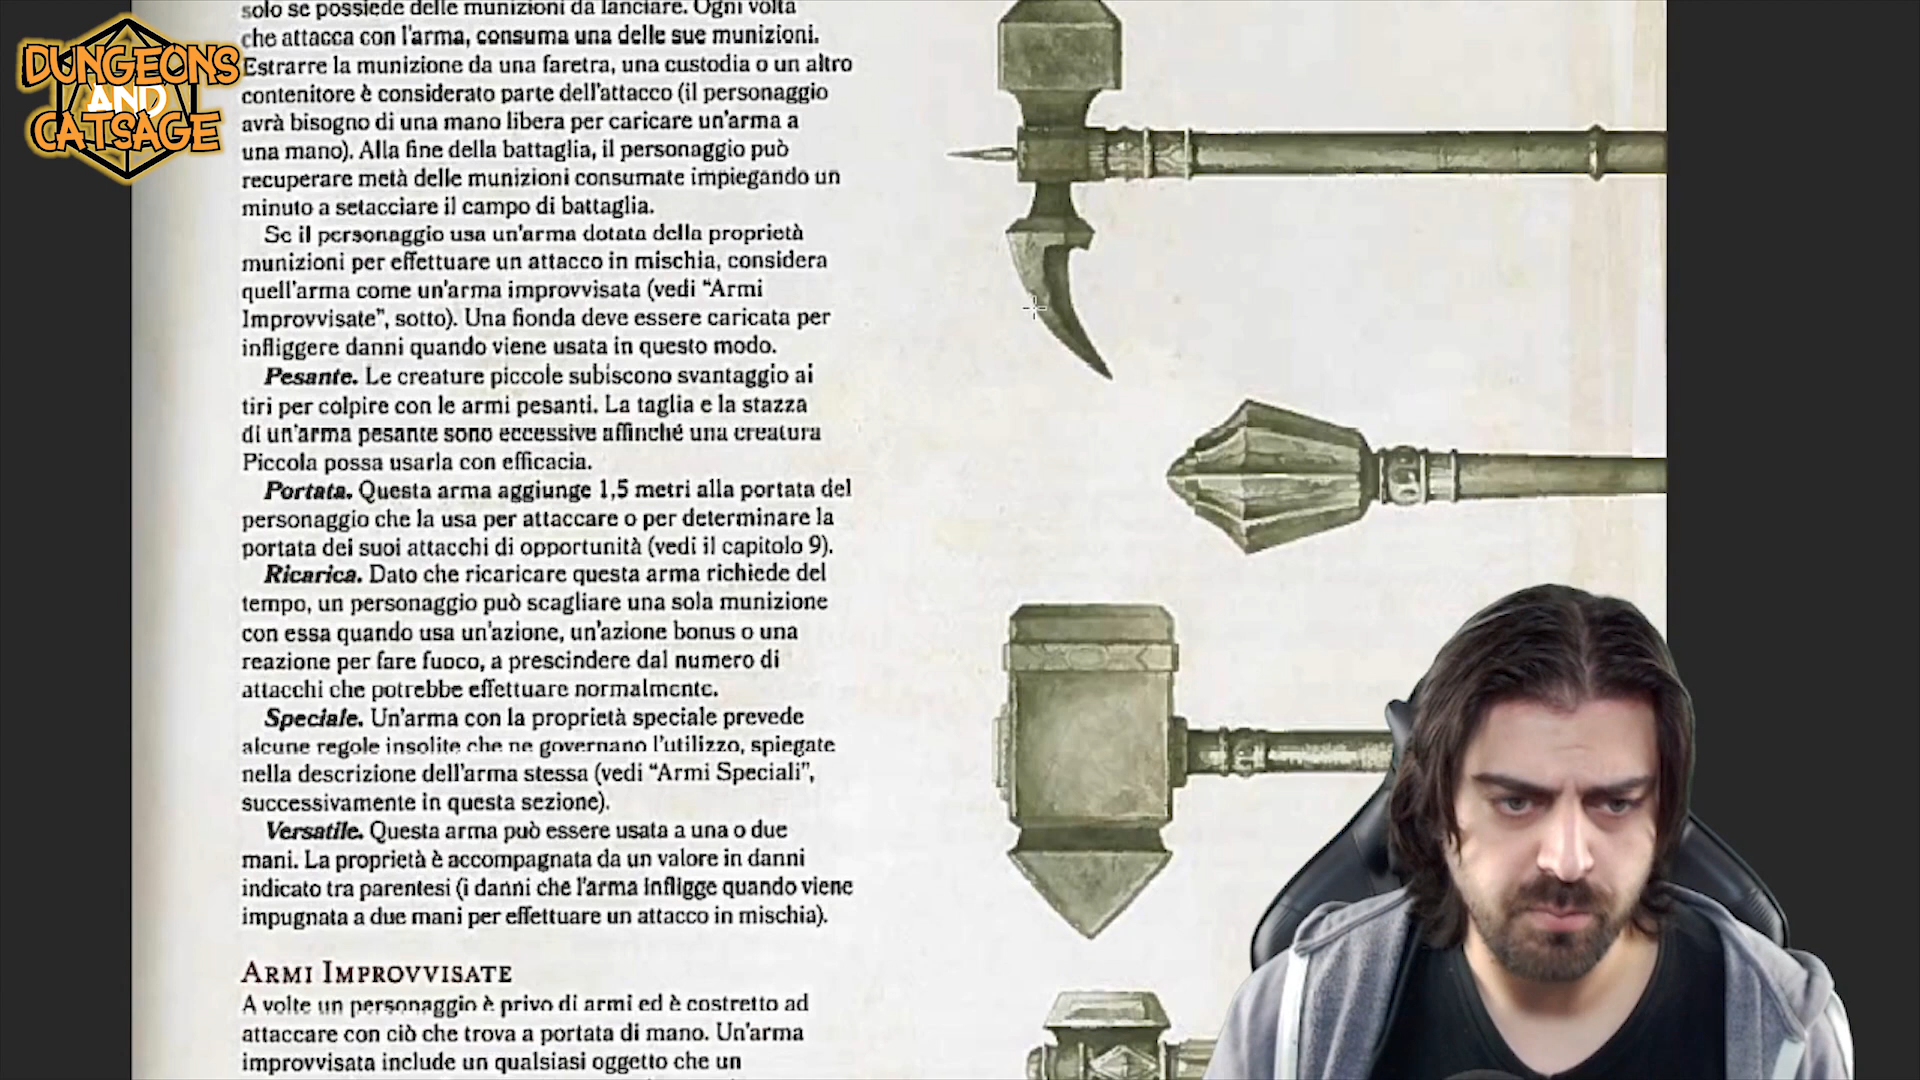 DUNGEONS
AND
CATSAGE
solo se possiede delle munizioni da lanciare. Ogni volta
che attacca con l'arma, consuma una delle sue munizioni.
Estrarre la munizione da una faretra, una custodia o un altro
contenitore è considerato parte dell'attacco (il personaggio
avrà bisogno di una mano libera per caricare un'arma a
una mano). Alla fine della battaglia, il personaggio può
recuperare metà delle munizioni consumate impiegando un
minuto a setacciare il campo di battaglia.
Se il personaggio usa un'arma dotata della proprietà
munizioni per effettuare un attacco in mischia, considera
quell'arma come un'arma improvvisata (vedi “Armi
Improvvisate”, sotto). Una fionda deve essere caricata per
infliggere danni quando viene usata in questo modo.
Pesante. Le creature piccole subiscono svantaggio ai
tiri per colpire con le armi pesanti. La taglia e la stazza
di un'arma pesante sono eccessive affinché una creatura
Piccola possa usarla con efficacia.
Portata. Questa arma aggiunge 1,5 metri alla portata del
personaggio che la usa per attaccare o per determinare la
portata dei suoi attacchi di opportunità (vedi il capitolo 9).
Ricarica. Dato che ricaricare questa arma richiede del
tempo, un personaggio può scagliare una sola munizione
con essa quando usa un'azione, un'azione bonus o una
reazione per fare fuoco, a prescindere dal numero di
attacchi che potrebbe effettuare normalmente.
Speciale. Un'arma con la proprietà speciale prevede
alcune regole insolite che ne governano l'utilizzo, spiegate
nella descrizione dell'arma stessa (vedi “Armi Speciali”,
successivamente in questa sezione).
Versatile. Questa arma può essere usata a una o due
mani. La proprietà è accompagnata da un valore in danni
indicato tra parentesi (i danni che l'arma infligge quando viene
impugnata a due mani per effettuare un attacco in mischia).
ARMI IMPROVVISATE
A volte un personaggio è privo di armi ed è costretto ad
attaccare con ciò che trova a portata di mano. Un'arma
improvvisata include un qualsiasi oggetto che un